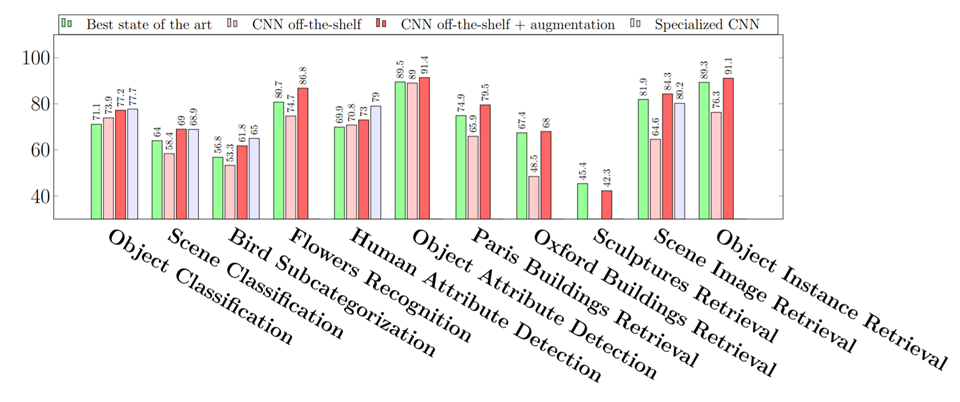 Best state of the art CNN off-the-shelf CNN off-the-shelf + augmentation Specialized CNN
100
80
60
40
71.1 73.9 77.2 77.7
64 58.4 69 68.9
56.8 53.3 61.8 65
80.7 74.7 86.8
69.9 70.8 73 79
89.5 89 91.4
74.9 65.9 79.5
67.4 48.5 68
45.4 42.3
81.9 64.6 84.3 80.2
89.3 76.3 91.1
Object Classification
Scene Classification
Bird Subcategorization
Flowers Recognition
Human Attribute Detection
Object Attribute Detection
Paris Buildings Retrieval
Oxford Buildings Retrieval
Sculptures Retrieval
Scene Image Retrieval
Object Instance Retrieval